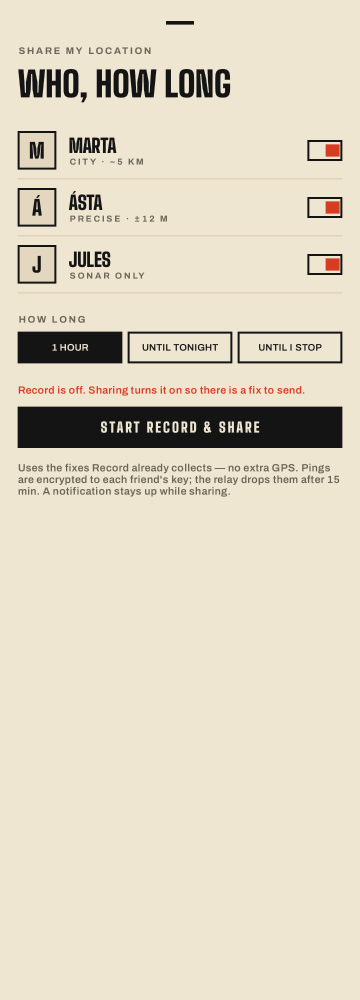 SHARE MY LOCATION
WHO, HOW LONG
M
MARTA
CITY · ~5 KM
Á
ÁSTA
PRECISE · ±12 M
J
JULES
SONAR ONLY
HOW LONG
1 HOUR
UNTIL TONIGHT
UNTIL I STOP
Record is off. Sharing turns it on so there is a fix to send.
START RECORD & SHARE
Uses the fixes Record already collects — no extra GPS. Pings
are encrypted to each friend's key; the relay drops them after 15
min. A notification stays up while sharing.